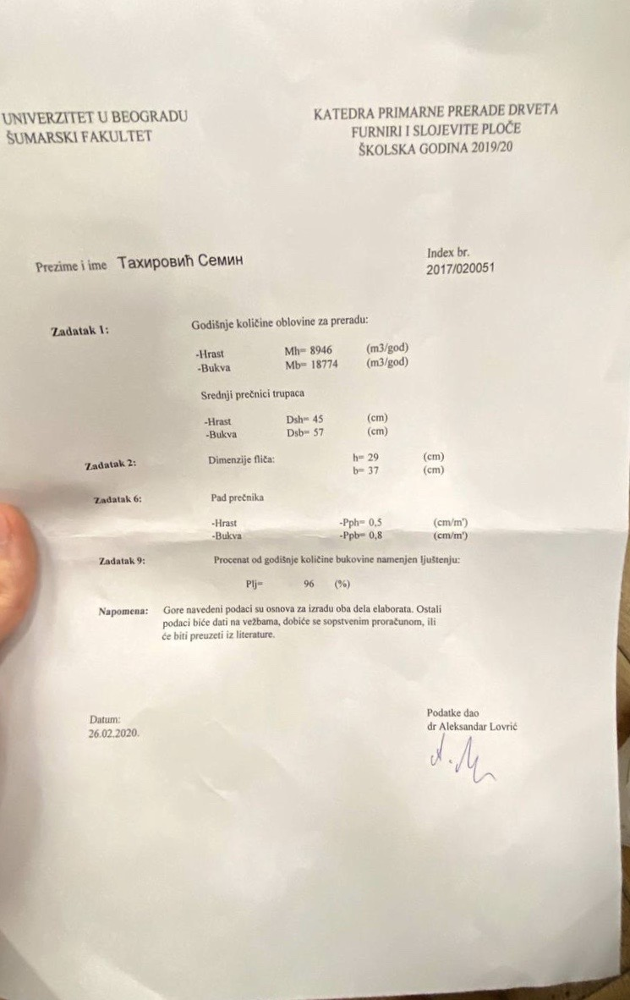 UNIVERZITET U BEOGRADU
ŠUMARSKI FAKULTET
KATEDRA PRIMARNE PRERADE DRVETA
FURNIRI I SLOJEVITE PLOČE
ŠKOLSKA GODINA 2019/20
Prezime i ime Тахировић Семин
Index br.
2017/020051
Zadatak 1: Godišnje količine oblovine za preradu:
-Hrast Mh= 8946 (m3/god)
-Bukva Mb= 18774 (m3/god)
Srednji prečnici trupaca
-Hrast Dsh= 45 (cm)
-Bukva Dsb= 57 (cm)
Zadatak 2: Dimenzije fliča: h= 29 (cm)
b= 37 (cm)
Zadatak 6: Pad prečnika
-Hrast -Pph= 0,5 (cm/m')
-Bukva -Ppb= 0,8 (cm/m')
Zadatak 9: Procenat od godišnje količine bukovine namenjen ljuštenju:
Plj= 96 (%)
Napomena: Gore navedeni podaci su osnova za izradu oba dela elaborata. Ostali
podaci biće dati na vežbama, dobiće se sopstvenim proračunom, ili
će biti preuzeti iz literature.
Datum:
26.02.2020.
Podatke dao
dr Aleksandar Lovrić